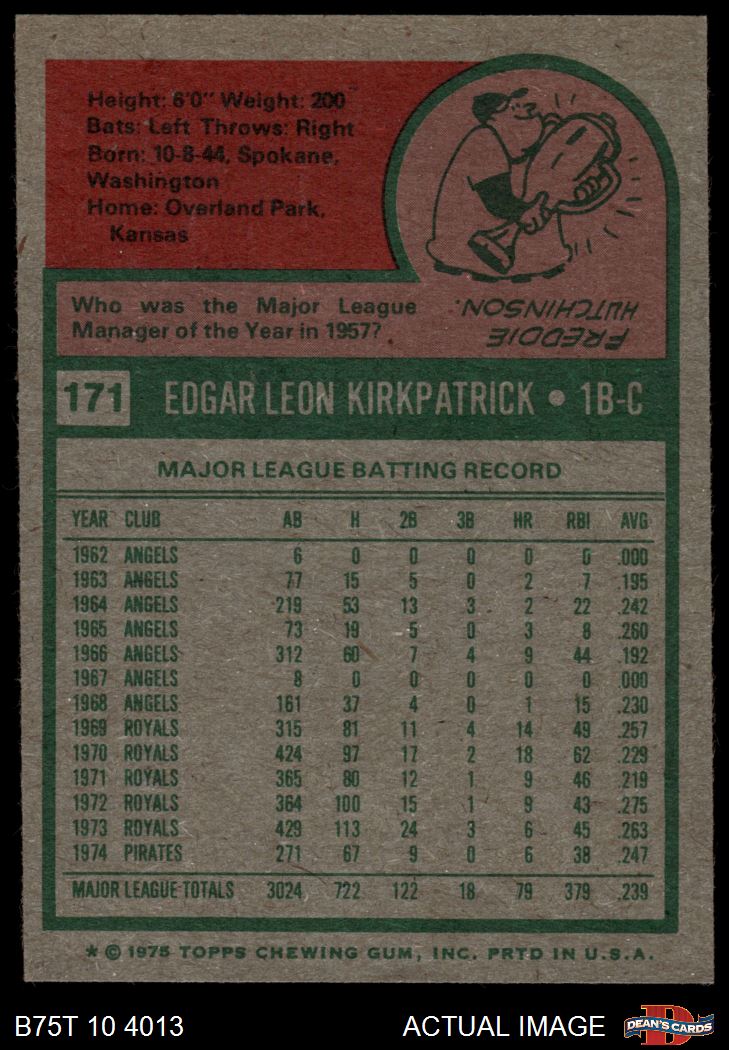 Height: 6'0" Weight: 200
Bats: Left Throws: Right
Born: 10-8-44, Spokane,
Washington
Home: Overland Park,
Kansas
Who was the Major League
Manager of the Year in 1957?
FREDDIE
HUTCHINSON.
171 EDGAR LEON KIRKPATRICK • 1B-C
MAJOR LEAGUE BATTING RECORD
YEAR CLUB AB H 2B 3B HR RBI AVG
1962 ANGELS 6 0 0 0 0 0 .000
1963 ANGELS 77 15 5 0 2 7 .195
1964 ANGELS 219 53 13 3 2 22 .242
1965 ANGELS 73 19 5 0 3 8 .260
1966 ANGELS 312 60 7 4 9 44 .192
1967 ANGELS 8 0 0 0 0 0 .000
1968 ANGELS 161 37 4 0 1 15 .230
1969 ROYALS 315 81 11 4 14 49 .257
1970 ROYALS 424 97 17 2 18 62 .229
1971 ROYALS 365 80 12 1 9 46 .219
1972 ROYALS 364 100 15 1 9 43 .275
1973 ROYALS 429 113 24 3 6 45 .263
1974 PIRATES 271 67 9 0 6 38 .247
MAJOR LEAGUE TOTALS 3024 722 122 18 79 379 .239
* © 1975 TOPPS CHEWING GUM, INC. PRTD IN U.S.A.
B75T 10 4013 ACTUAL IMAGE DEAN'S CARDS